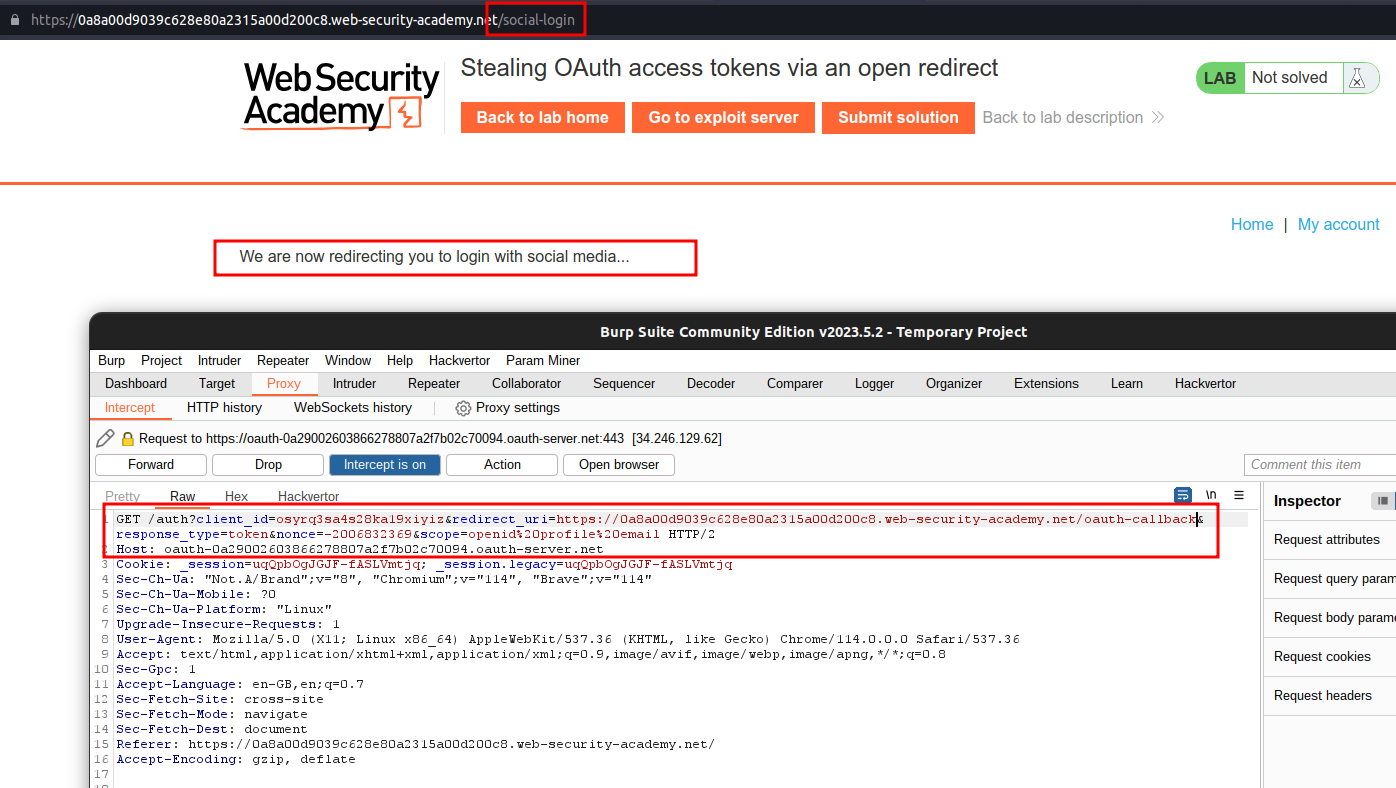 https://0a8a00d9039c628e80a2315a00d200c8.web-security-academy.net/social-login
WebSecurity
Academy
Stealing OAuth access tokens via an open redirect
LAB Not solved
Back to lab home Go to exploit server Submit solution Back to lab description
Home | My account
We are now redirecting you to login with social media...
Burp Suite Community Edition v2023.5.2 - Temporary Project
Burp Project Intruder Repeater Window Help Hackvertor Param Miner
Dashboard Target Proxy Intruder Repeater Collaborator Sequencer Decoder Comparer Logger Organizer Extensions Learn Hackvertor
Intercept HTTP history WebSockets history Proxy settings
Request to https://oauth-0a29002603866278807a2f7b02c70094.oauth-server.net:443 [34.246.129.62]
Forward Drop Intercept is on Action Open browser Comment this item
Pretty Raw Hex Hackvertor \n
Inspector
1 GET /auth?client_id=osyrq3sa4s28ka19xiyiz&redirect_uri=https://0a8a00d9039c628e80a2315a00d200c8.web-security-academy.net/oauth-callback&
response_type=token&nonce=-2006832369&scope=openid%20profile%20email HTTP/2
2 Host: oauth-0a29002603866278807a2f7b02c70094.oauth-server.net
3 Cookie: _session=uqQpbOgJGJF-fASLVmtjq; _session.legacy=uqQpbOgJGJF-fASLVmtjq
4 Sec-Ch-Ua: "Not.A/Brand";v="8", "Chromium";v="114", "Brave";v="114"
5 Sec-Ch-Ua-Mobile: ?0
6 Sec-Ch-Ua-Platform: "Linux"
7 Upgrade-Insecure-Requests: 1
8 User-Agent: Mozilla/5.0 (X11; Linux x86_64) AppleWebKit/537.36 (KHTML, like Gecko) Chrome/114.0.0.0 Safari/537.36
9 Accept: text/html,application/xhtml+xml,application/xml;q=0.9,image/avif,image/webp,image/apng,*/*;q=0.8
10 Sec-Gpc: 1
11 Accept-Language: en-GB,en;q=0.7
12 Sec-Fetch-Site: cross-site
13 Sec-Fetch-Mode: navigate
14 Sec-Fetch-Dest: document
15 Referer: https://0a8a00d9039c628e80a2315a00d200c8.web-security-academy.net/
16 Accept-Encoding: gzip, deflate
17
Request attributes
Request query param
Request body parame
Request cookies
Request headers